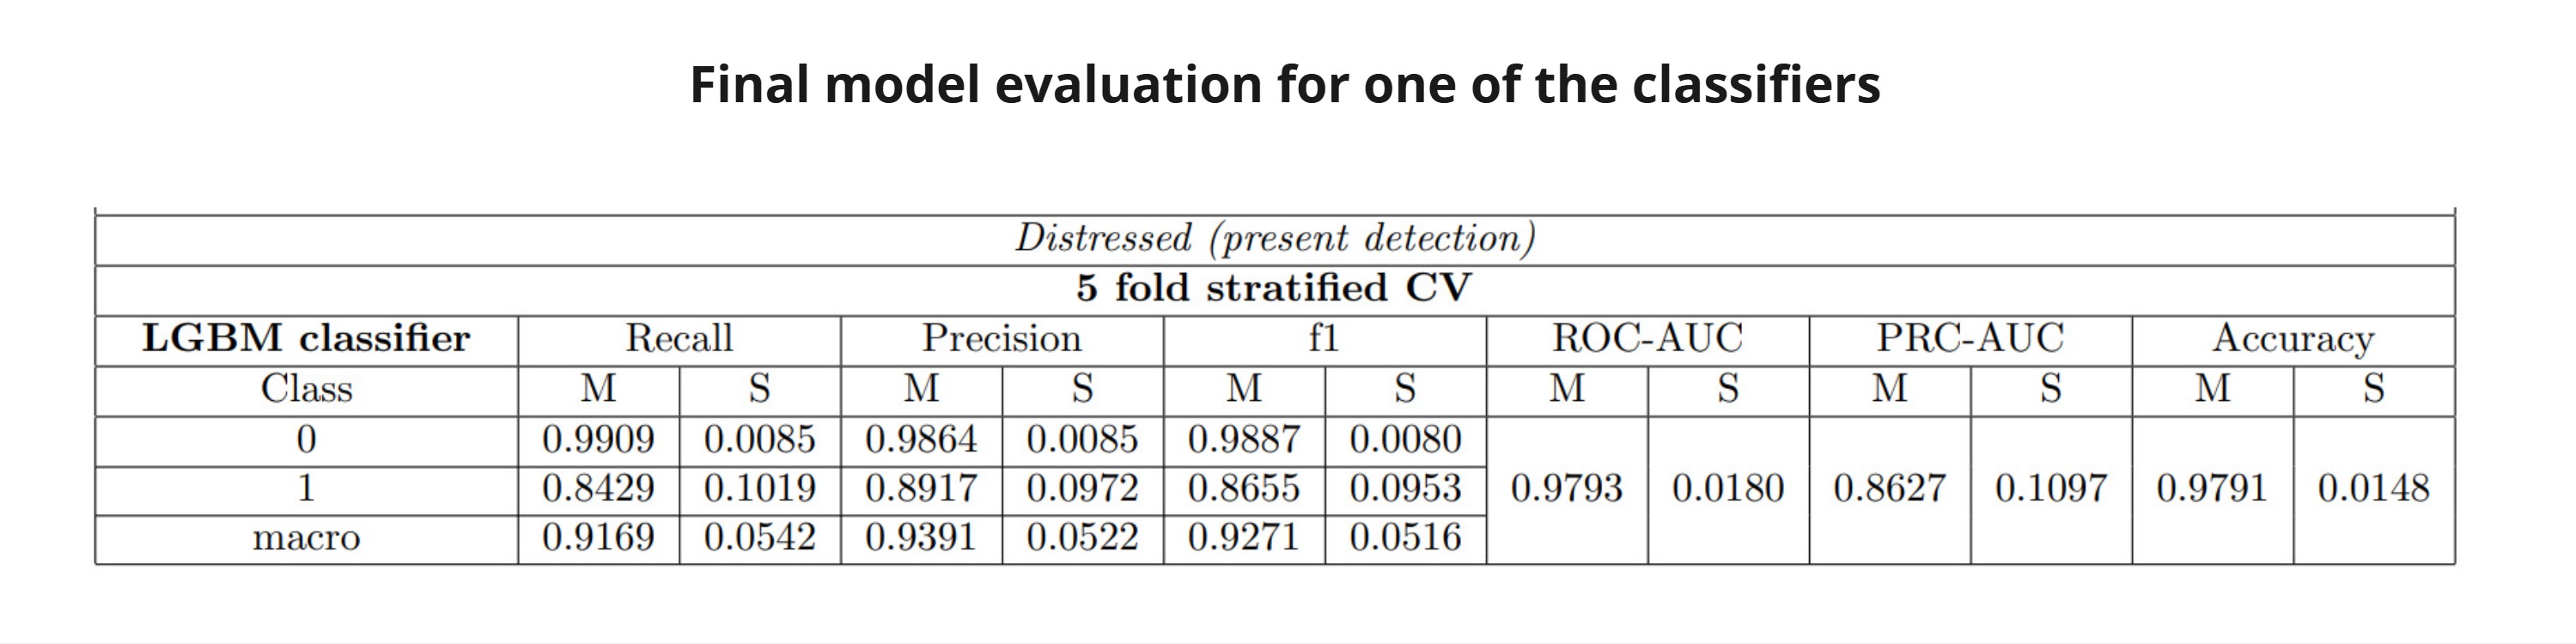 Final model evaluation for one of the classifiers
Distressed (present detection)
5 fold stratified CV
LGBM classifier Recall Precision f1 ROC-AUC PRC-AUC Accuracy
Class M S M S M S M S M S M S
0 0.9909 0.0085 0.9864 0.0085 0.9887 0.0080
1 0.8429 0.1019 0.8917 0.0972 0.8655 0.0953 0.9793 0.0180 0.8627 0.1097 0.9791 0.0148
macro 0.9169 0.0542 0.9391 0.0522 0.9271 0.0516